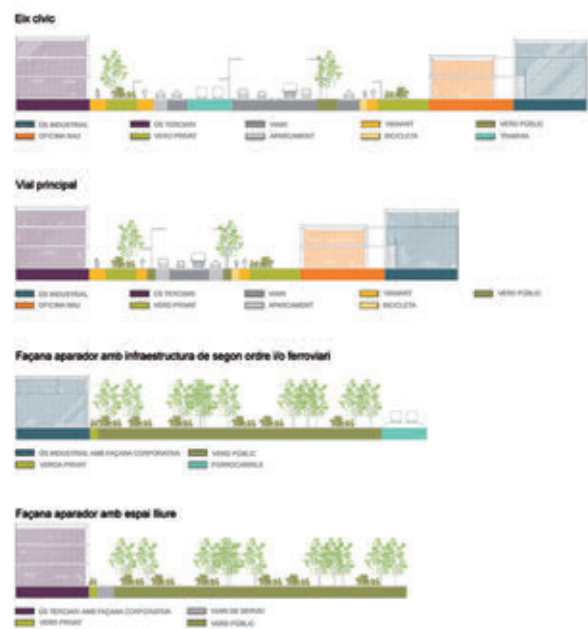 Eix cívic
ÚS INDUSTRIAL ÚS TERCIARI VIARI VIANANT VERD PÚBLIC
OFICINA NAU VERD PRIVAT APARCAMENT BICICLETA TRAMVIA
Vial principal
ÚS INDUSTRIAL ÚS TERCIARI VIARI VIANANT VERD PÚBLIC
OFICINA NAU VERD PRIVAT APARCAMENT BICICLETA
Façana aparador amb infraestructura de segon ordre i/o ferroviari
ÚS INDUSTRIAL AMB FAÇANA CORPORATIVA VERD PÚBLIC
VERDA PRIVAT FERROCARRILS
Façana aparador amb espai lliure
ÚS TERCIARI AMB FAÇANA CORPORATIVA VIARI DE SERVEI
VERD PRIVAT VERD PÚBLIC